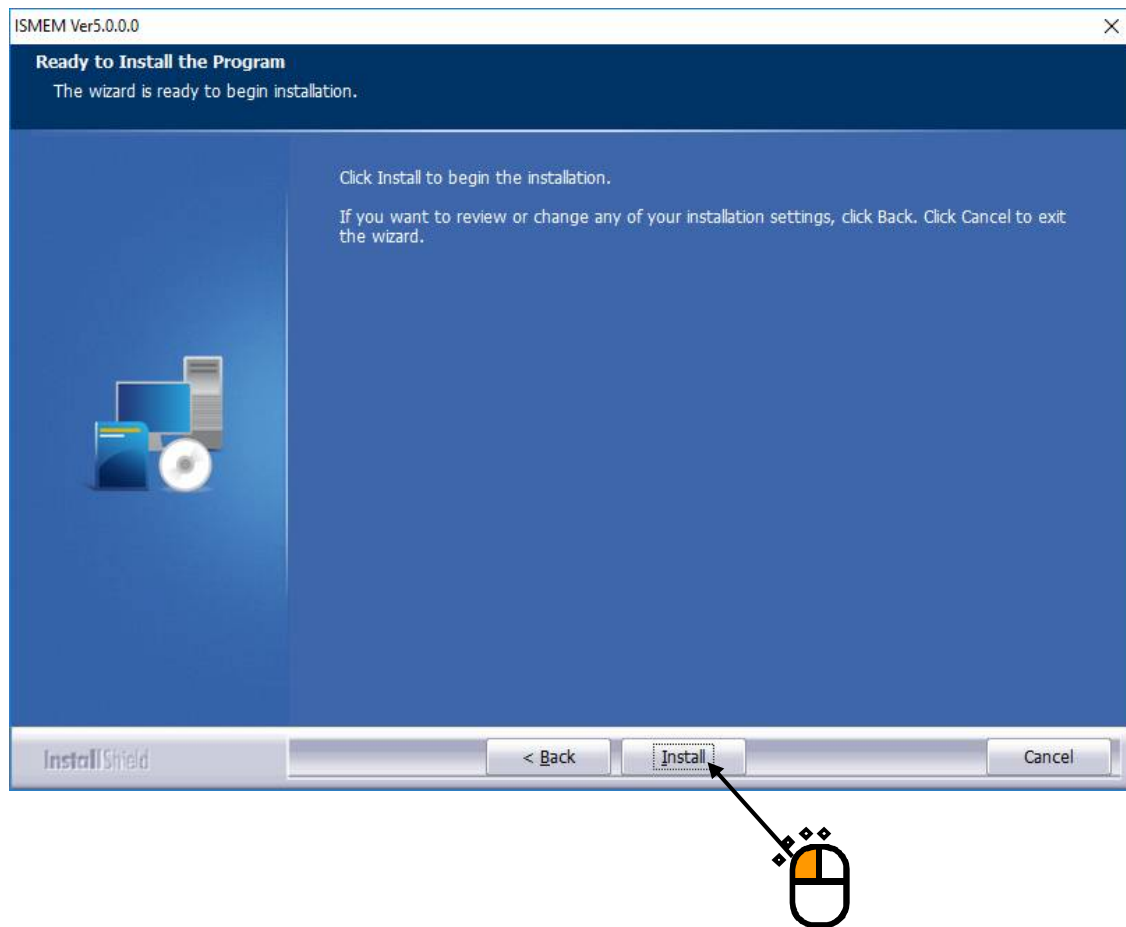 ISMEM Ver5.0.0.0
Ready to Install the Program
The wizard is ready to begin installation.
Click Install to begin the installation.
If you want to review or change any of your installation settings, click Back. Click Cancel to exit
the wizard.
InstallShield
< Back
Install
Cancel